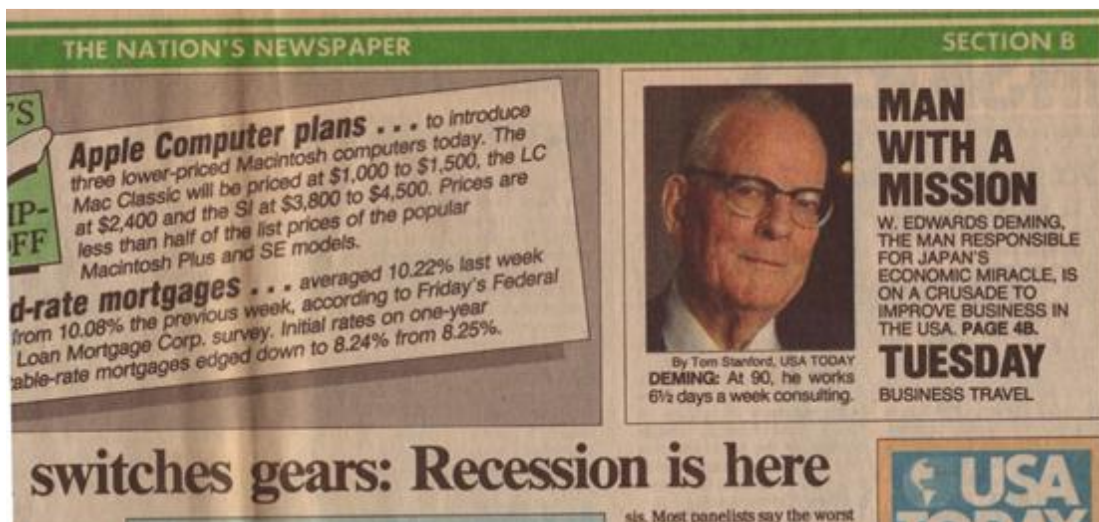 THE NATION'S NEWSPAPER
SECTION B
'S
IP-
FF
Apple Computer plans . . . to introduce
three lower-priced Macintosh computers today. The
Mac Classic will be priced at $1,000 to $1,500, the LC
at $2,400 and the SI at $3,800 to $4,500. Prices are
less than half of the list prices of the popular
Macintosh Plus and SE models.
d-rate mortgages . . . averaged 10.22% last week
from 10.08% the previous week, according to Friday's Federal
Loan Mortgage Corp. survey. Initial rates on one-year
able-rate mortgages edged down to 8.24% from 8.25%.
By Tom Stanford, USA TODAY
DEMING: At 90, he works
6½ days a week consulting.
MAN
WITH A
MISSION
W. EDWARDS DEMING,
THE MAN RESPONSIBLE
FOR JAPAN'S
ECONOMIC MIRACLE, IS
ON A CRUSADE TO
IMPROVE BUSINESS IN
THE USA. PAGE 4B.
TUESDAY
BUSINESS TRAVEL
switches gears: Recession is here
sis. Most panelists say the worst
USA
TODAY